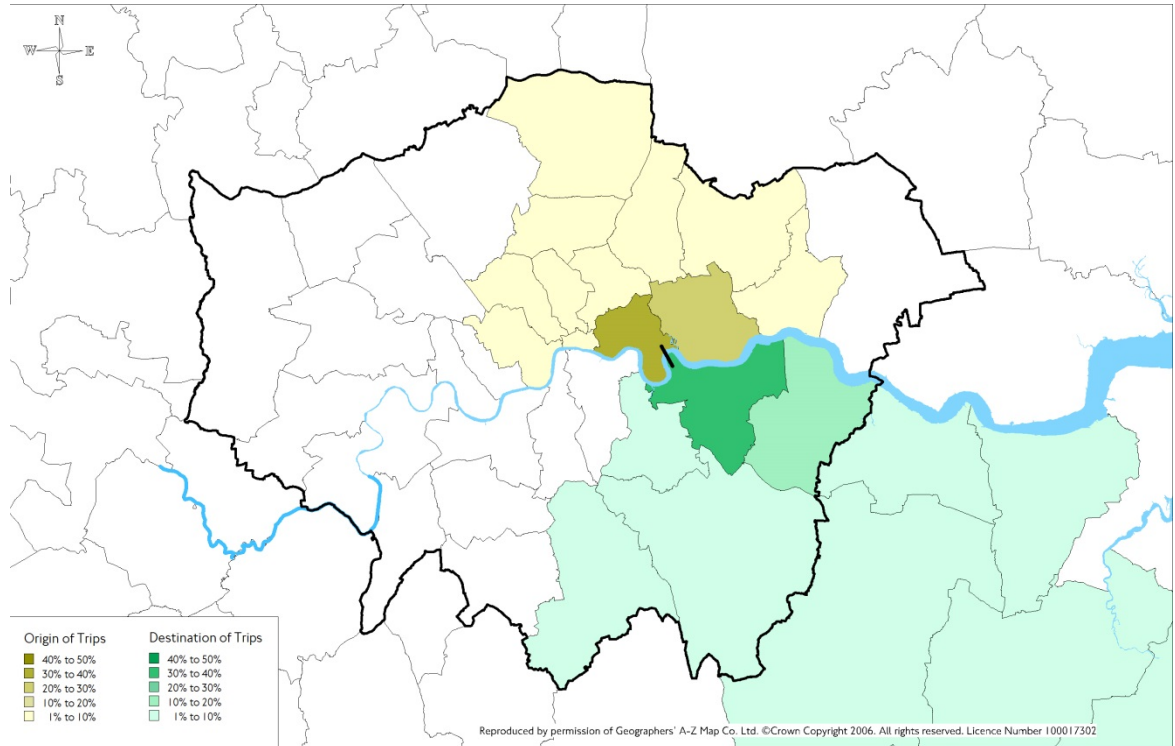 N
W E
S
Origin of Trips
40% to 50%
30% to 40%
20% to 30%
10% to 20%
1% to 10%
Destination of Trips
40% to 50%
30% to 40%
20% to 30%
10% to 20%
1% to 10%
Reproduced by permission of Geographers' A-Z Map Co. Ltd. ©Crown Copyright 2006. All rights reserved. Licence Number 100017302